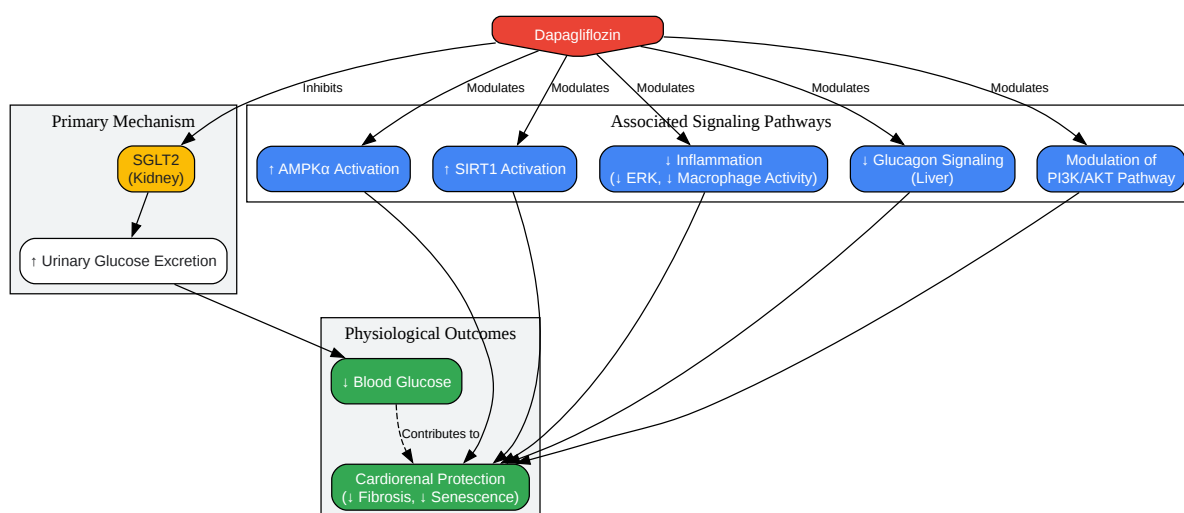 Dapagliflozin
Inhibits
Modulates
Modulates
Modulates
Modulates
Modulates
Primary Mechanism
Associated Signaling Pathways
SGLT2
(Kidney)
↑ AMPKα Activation
↑ SIRT1 Activation
↓ Inflammation
(↓ ERK, ↓ Macrophage Activity)
↓ Glucagon Signaling
(Liver)
Modulation of
PI3K/AKT Pathway
↑ Urinary Glucose Excretion
Physiological Outcomes
↓ Blood Glucose
Contributes to
Cardiorenal Protection
(↓ Fibrosis, ↓ Senescence)